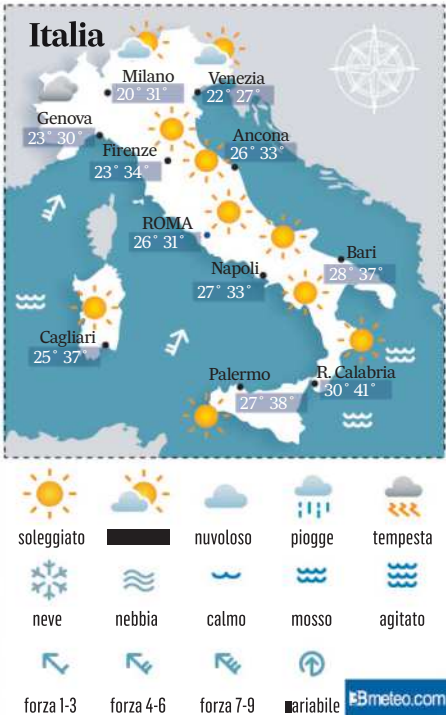 Italia
Milano
20° 31°
Venezia
22° 27°
Genova
23° 30°
Firenze
23° 34°
Ancona
26° 33°
ROMA
26° 31°
Napoli
27° 33°
Bari
28° 37°
Cagliari
25° 37°
Palermo
27° 38°
R. Calabria
30° 41°
soleggiato nuvoloso piogge tempesta
neve nebbia calmo mosso agitato
forza 1-3 forza 4-6 forza 7-9 ariabile
3Bmeteo.com